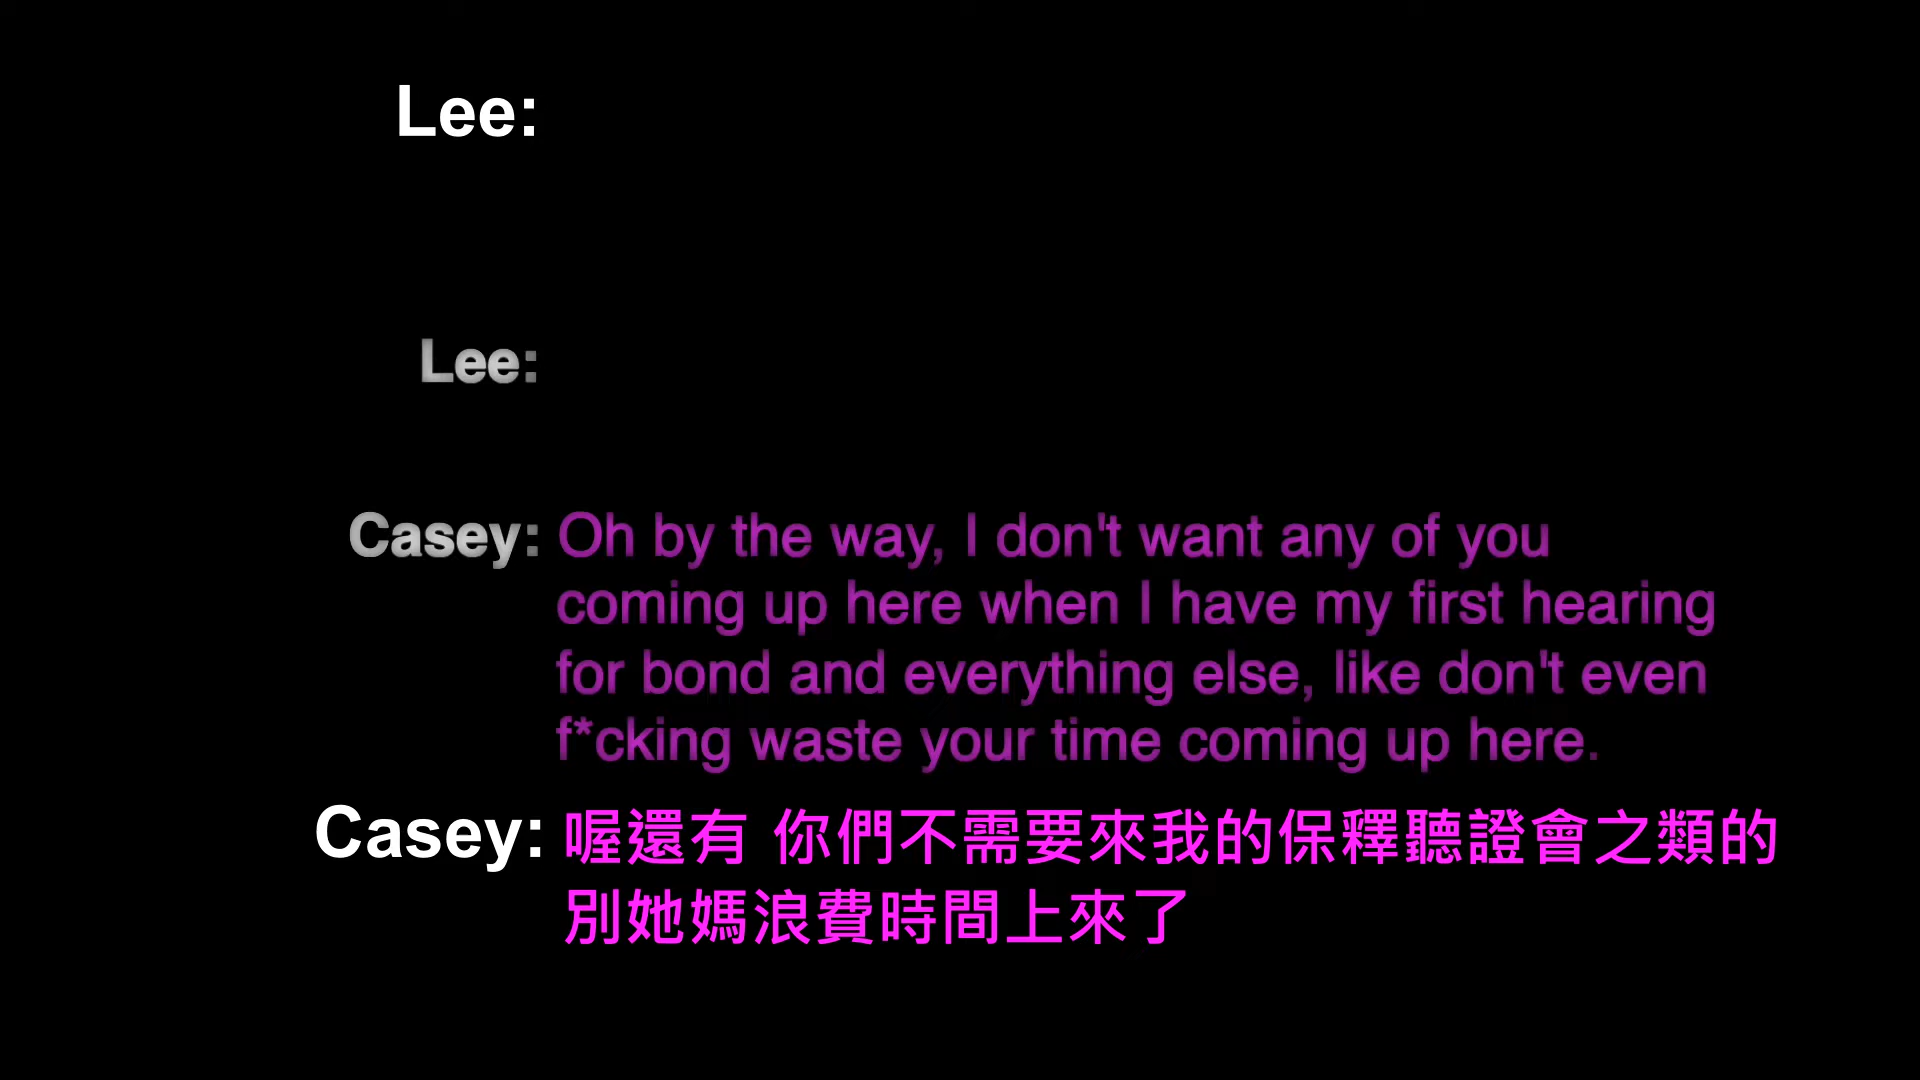 Lee:
Lee:
Casey: Oh by the way, I don't want any of you
coming up here when I have my first hearing
for bond and everything else, like don't even
f*cking waste your time coming up here.
Casey: 喔還有 你們不需要來我的保釋聽證會之類的
別她媽浪費時間上來了